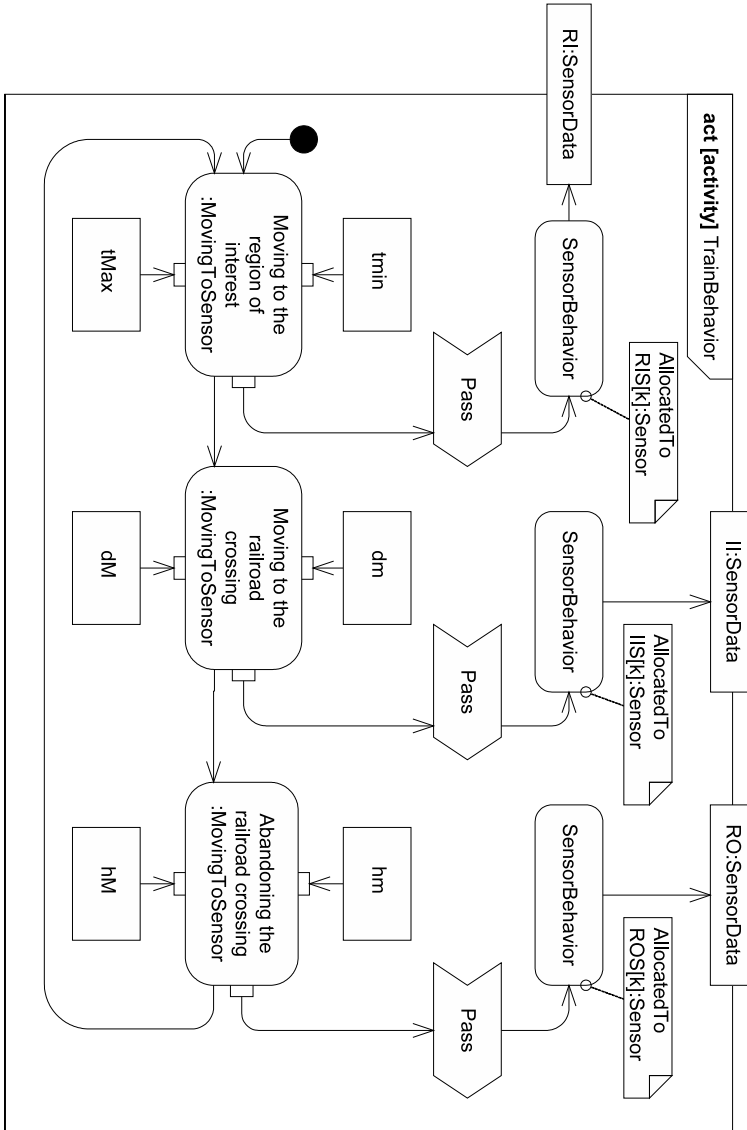 act [activity] TrainBehavior
RI:SensorData
II:SensorData
RO:SensorData
AllocatedTo
RIS[k]:Sensor
AllocatedTo
IIS[k]:Sensor
AllocatedTo
ROS[k]:Sensor
SensorBehavior
SensorBehavior
SensorBehavior
Pass
Pass
Pass
tmin
dm
hm
Moving to the
region of
interest
:MovingToSensor
Moving to the
railroad
crossing
:MovingToSensor
Abandoning the
railroad crossing
:MovingToSensor
tMax
dM
hM